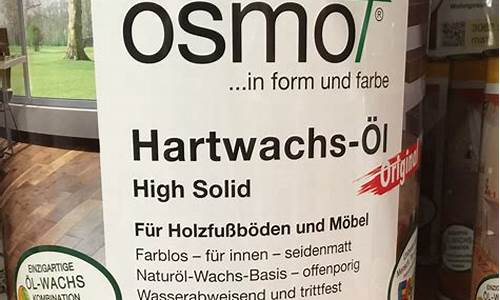 osmo
®
...in form und farbe
Hartwachs-Öl
Original
High Solid
Für Holzfußböden und Möbel
Farblos – für innen – seidenmatt
Naturöl-Wachs-Basis – offenporig
Wasserabweisend und trittfest
EINZIGARTIGE
ÖL-WACHS
KOMBINATION